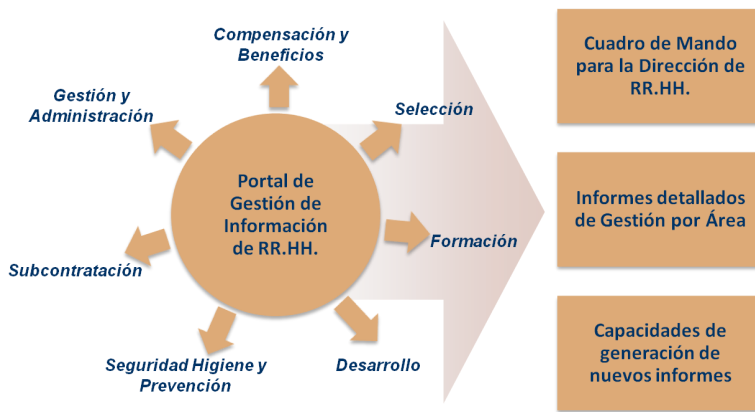 Compensación y
Beneficios
Gestión y
Administración
Selección
Portal de
Gestión de
Información
de RR.HH.
Formación
Subcontratación
Seguridad Higiene y
Prevención
Desarrollo
Cuadro de Mando
para la Dirección de
RR.HH.
Informes detallados
de Gestión por Área
Capacidades de
generación de
nuevos informes